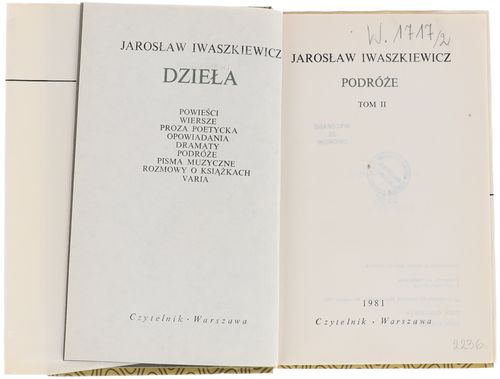 JAROSŁAW IWASZKIEWICZ
DZIEŁA
POWIEŚCI
WIERSZE
PROZA POETYCKA
OPOWIADANIA
DRAMATY
PODRÓŻE
PISMA MUZYCZNE
ROZMOWY O KSIĄŻKACH
VARIA
Czytelnik · Warszawa
W. 1717/2
JAROSŁAW IWASZKIEWICZ
PODRÓŻE
TOM II
1981
Czytelnik · Warszawa
2236